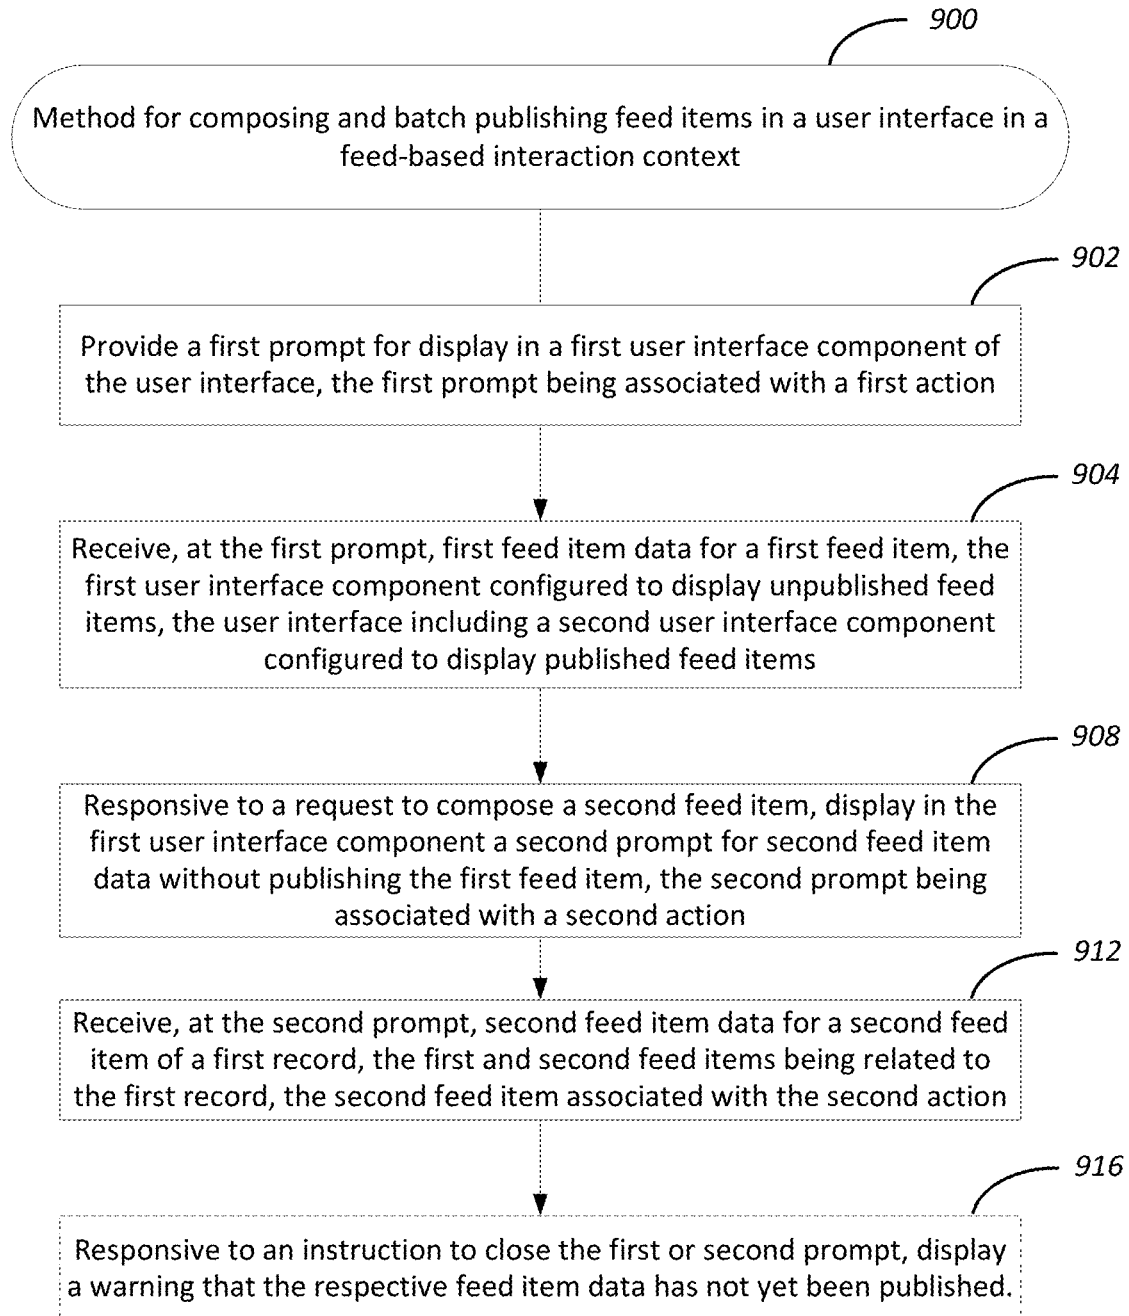 900
Method for composing and batch publishing feed items in a user interface in a
feed-based interaction context
902
Provide a first prompt for display in a first user interface component of
the user interface, the first prompt being associated with a first action
904
Receive, at the first prompt, first feed item data for a first feed item, the
first user interface component configured to display unpublished feed
items, the user interface including a second user interface component
configured to display published feed items
908
Responsive to a request to compose a second feed item, display in the
first user interface component a second prompt for second feed item
data without publishing the first feed item, the second prompt being
associated with a second action
912
Receive, at the second prompt, second feed item data for a second feed
item of a first record, the first and second feed items being related to
the first record, the second feed item associated with the second action
916
Responsive to an instruction to close the first or second prompt, display
a warning that the respective feed item data has not yet been published.